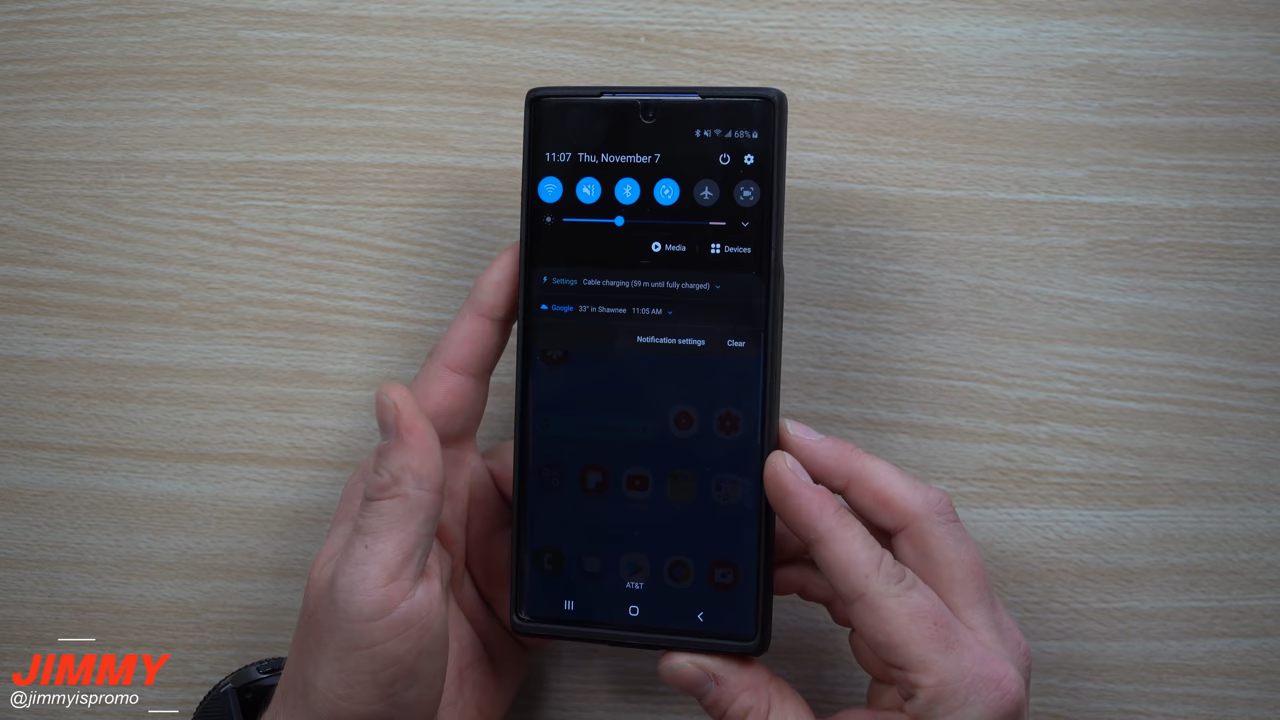 68%
11:07 Thu, November 7
Media
Devices
Settings Cable charging (59 m until fully charged)
Google 33° in Shawnee 11:05 AM
Notification settings Clear
AT&T
JIMMY
@jimmyispromo